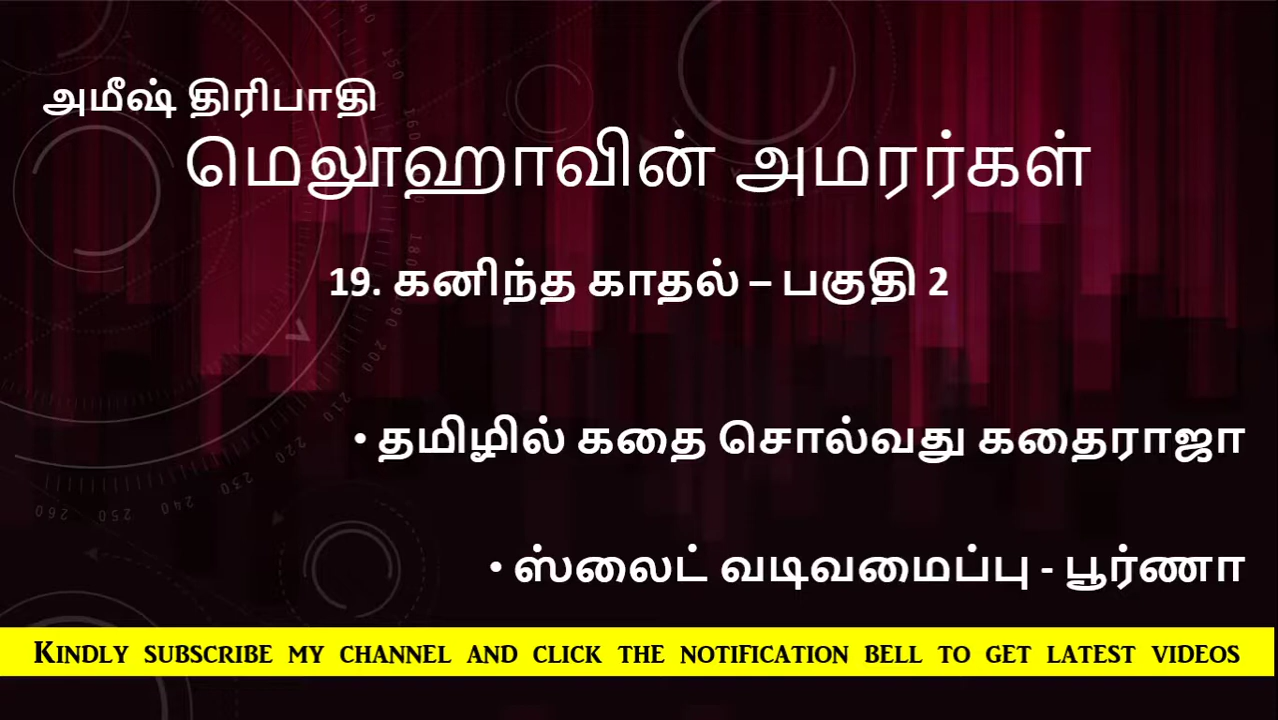 அமீஷ் திரிபாதி
மெலூஹாவின் அமரர்கள்
19. கனிந்த காதல் – பகுதி 2
• தமிழில் கதை சொல்வது கதைராஜா
• ஸ்லைட் வடிவமைப்பு - பூர்ணா
KINDLY SUBSCRIBE MY CHANNEL AND CLICK THE NOTIFICATION BELL TO GET LATEST VIDEOS